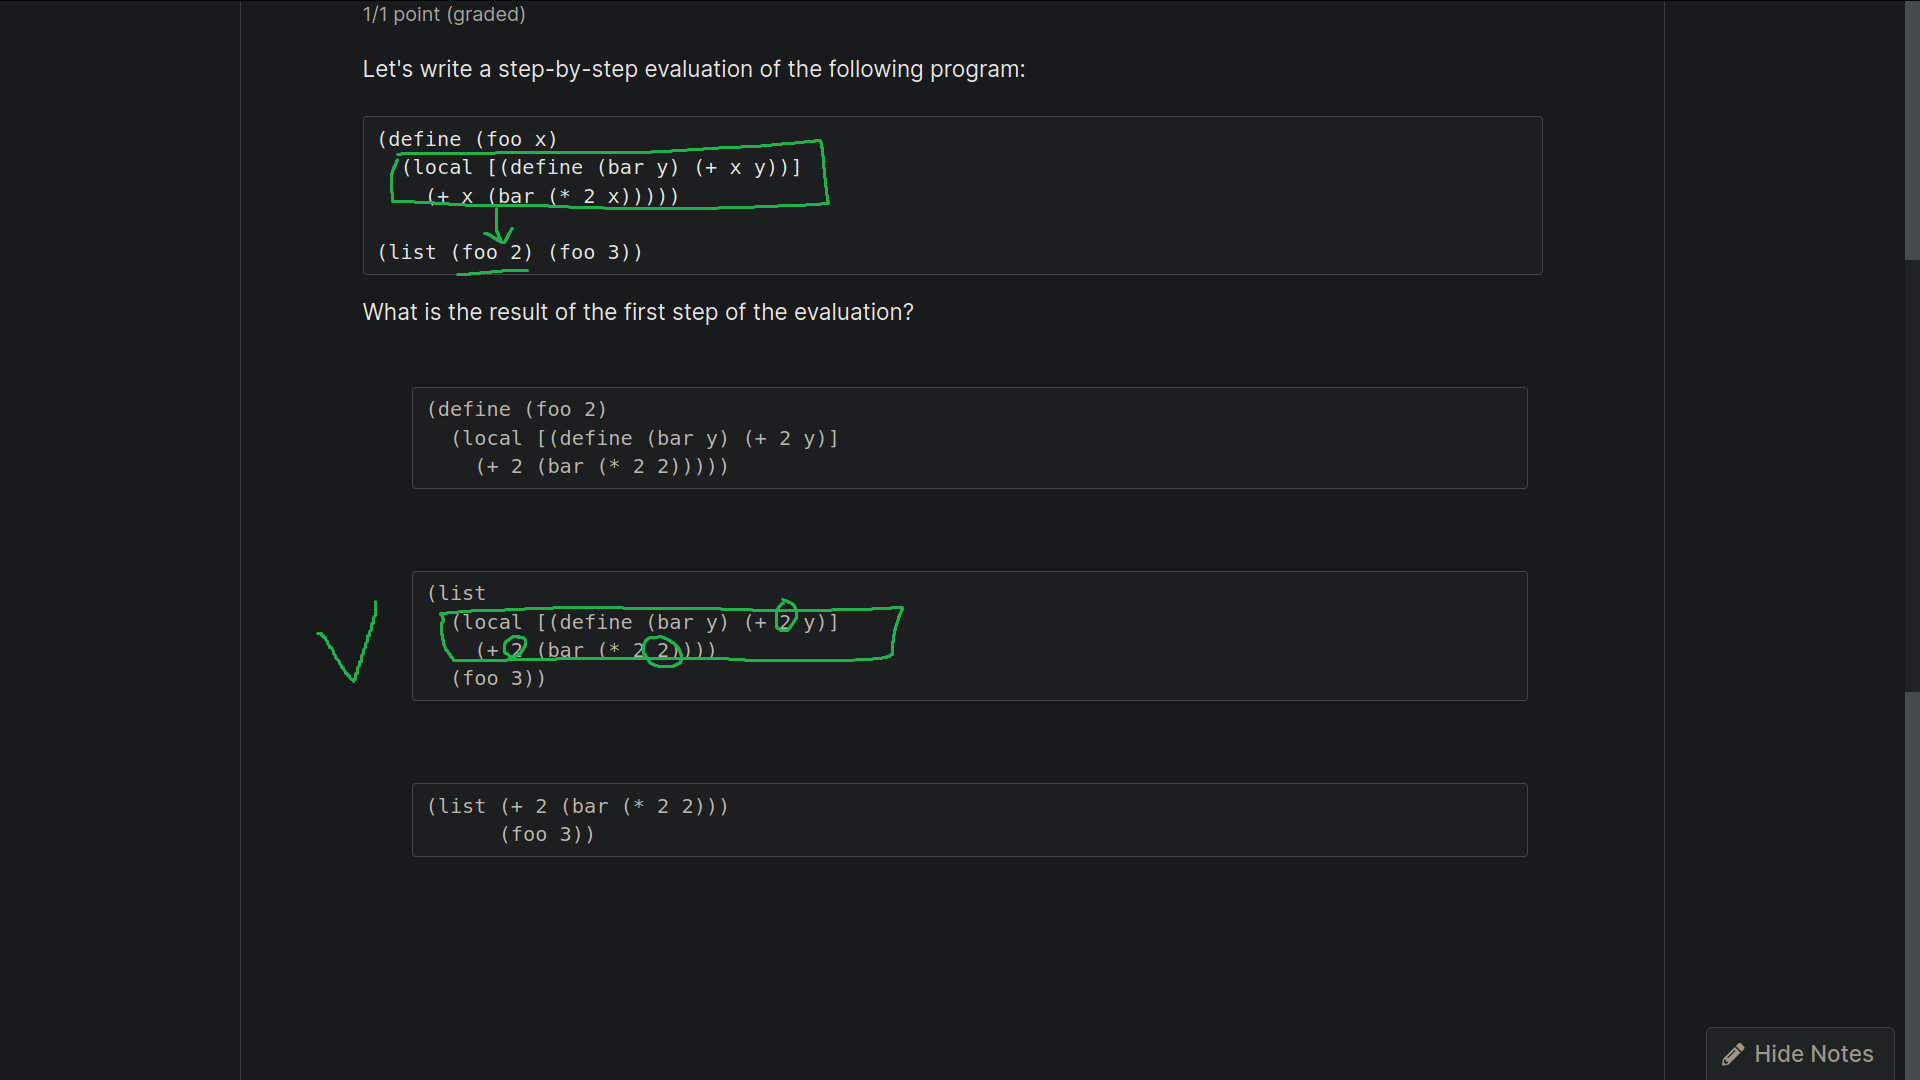 1/1 point (graded)
Let's write a step-by-step evaluation of the following program:
(define (foo x)
  (local [(define (bar y) (+ x y))]
    (+ x (bar (* 2 x)))))
(list (foo 2) (foo 3))
What is the result of the first step of the evaluation?
(define (foo 2)
  (local [(define (bar y) (+ 2 y)]
    (+ 2 (bar (* 2 2)))))
(list
  (local [(define (bar y) (+ 2 y)]
    (+ 2 (bar (* 2 2))))
  (foo 3))
(list (+ 2 (bar (* 2 2)))
      (foo 3))
Hide Notes